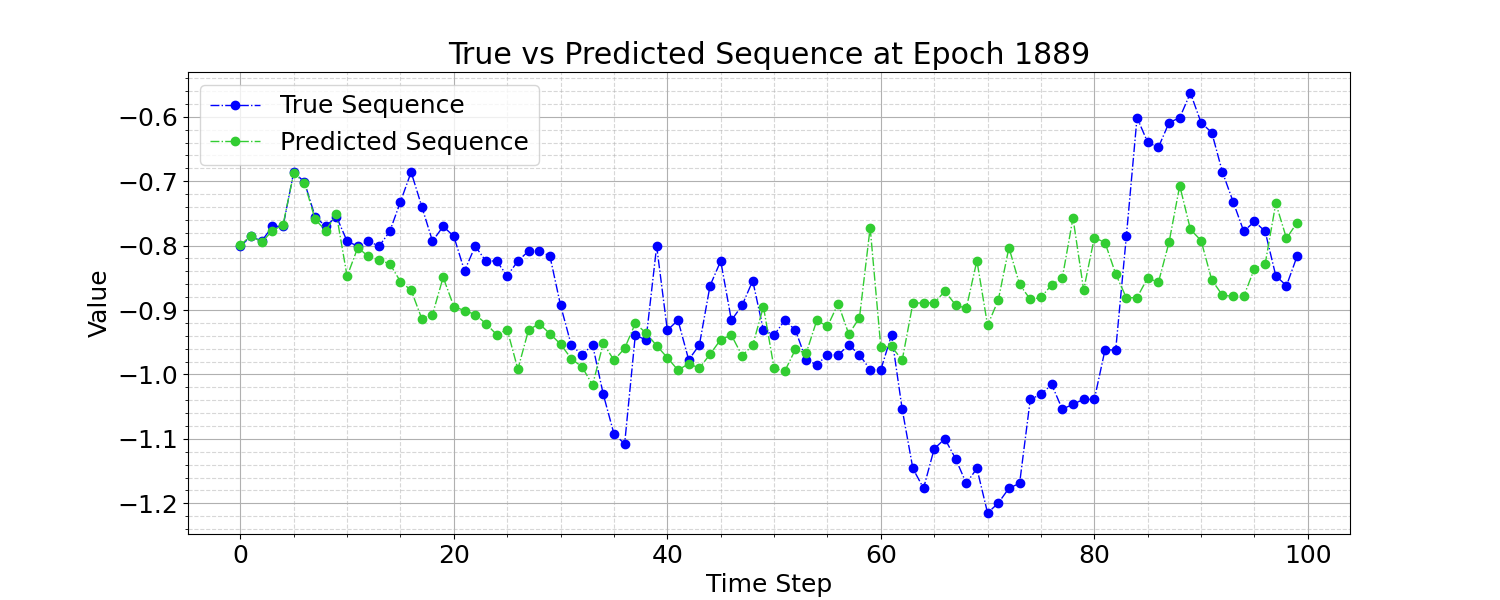 True vs Predicted Sequence at Epoch 1889
True Sequence
Predicted Sequence
−0.6
−0.7
−0.8
−0.9
−1.0
−1.1
−1.2
Value
0 20 40 60 80 100
Time Step